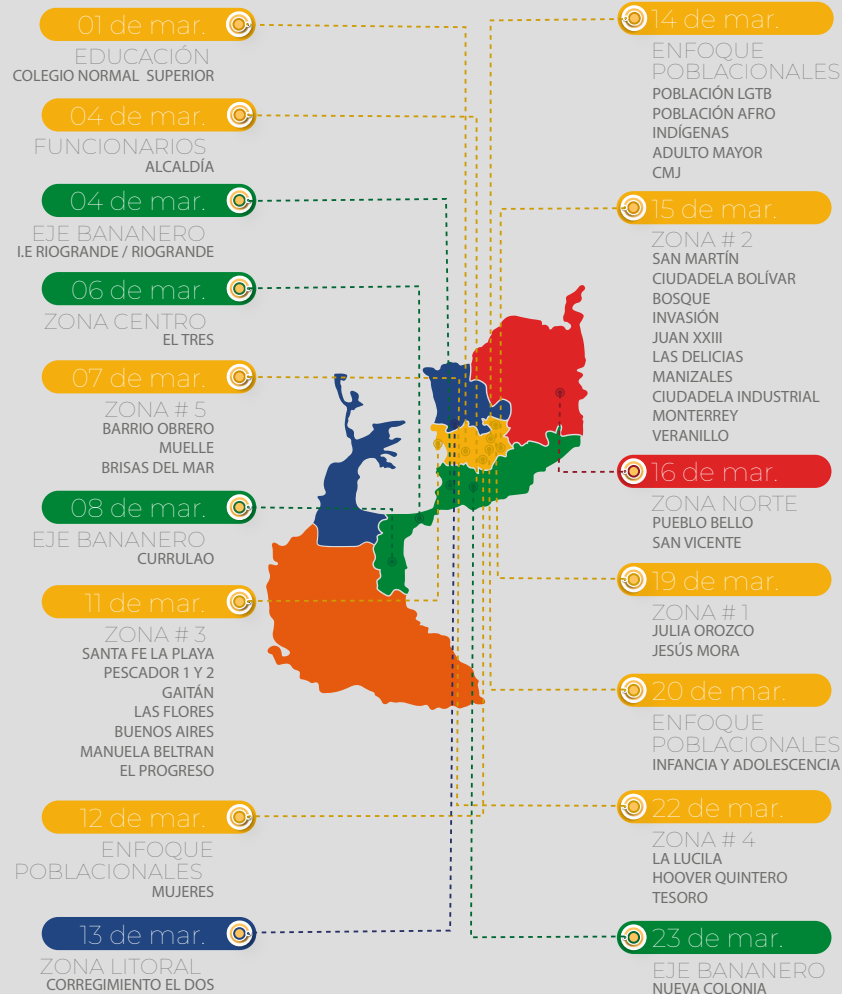 01 de mar.
EDUCACIÓN
COLEGIO NORMAL SUPERIOR
04 de mar.
FUNCIONARIOS
ALCALDÍA
04 de mar.
EJE BANANERO
I.E RIOGRANDE / RIOGRANDE
06 de mar.
ZONA CENTRO
EL TRES
07 de mar.
ZONA # 5
BARRIO OBRERO
MUELLE
BRISAS DEL MAR
08 de mar.
EJE BANANERO
CURRULAO
11 de mar.
ZONA # 3
SANTA FE LA PLAYA
PESCADOR 1 Y 2
GAITÁN
LAS FLORES
BUENOS AIRES
MANUELA BELTRAN
EL PROGRESO
12 de mar.
ENFOQUE
POBLACIONALES
MUJERES
13 de mar.
ZONA LITORAL
CORREGIMIENTO EL DOS
14 de mar.
ENFOQUE
POBLACIONALES
POBLACIÓN LGTB
POBLACIÓN AFRO
INDÍGENAS
ADULTO MAYOR
CMJ
15 de mar.
ZONA # 2
SAN MARTÍN
CIUDADELA BOLÍVAR
BOSQUE
INVASIÓN
JUAN XXIII
LAS DELICIAS
MANIZALES
CIUDADELA INDUSTRIAL
MONTERREY
VERANILLO
16 de mar.
ZONA NORTE
PUEBLO BELLO
SAN VICENTE
19 de mar.
ZONA # 1
JULIA OROZCO
JESÚS MORA
20 de mar.
ENFOQUE
POBLACIONALES
INFANCIA Y ADOLESCENCIA
22 de mar.
ZONA # 4
LA LUCILA
HOOVER QUINTERO
TESORO
23 de mar.
EJE BANANERO
NUEVA COLONIA